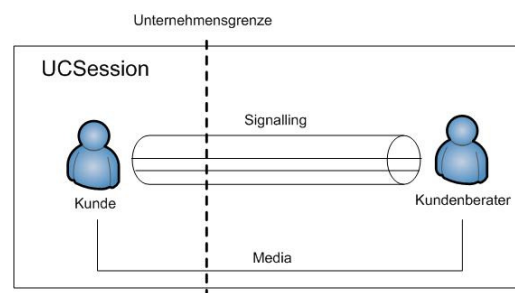 Unternehmensgrenze
UCSession
Signalling
Kunde
Kundenberater
Media